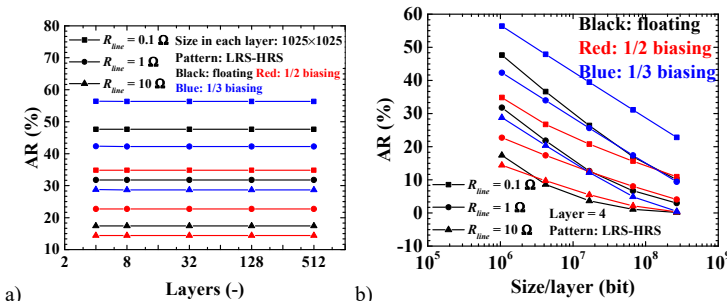 a)
AR (%)
80
70
60
50
40
30
20
10
R_line = 0.1 Ω
R_line = 1 Ω
R_line = 10 Ω
Size in each layer: 1025×1025
Pattern: LRS-HRS
Black: floating Red: 1/2 biasing
Blue: 1/3 biasing
2 8 32 128 512
Layers (-)
b)
AR (%)
60
50
40
30
20
10
0
-10
Black: floating
Red: 1/2 biasing
Blue: 1/3 biasing
R_line = 0.1 Ω
R_line = 1 Ω
R_line = 10 Ω
Layer = 4
Pattern: LRS-HRS
10^5 10^6 10^7 10^8 10^9
Size/layer (bit)